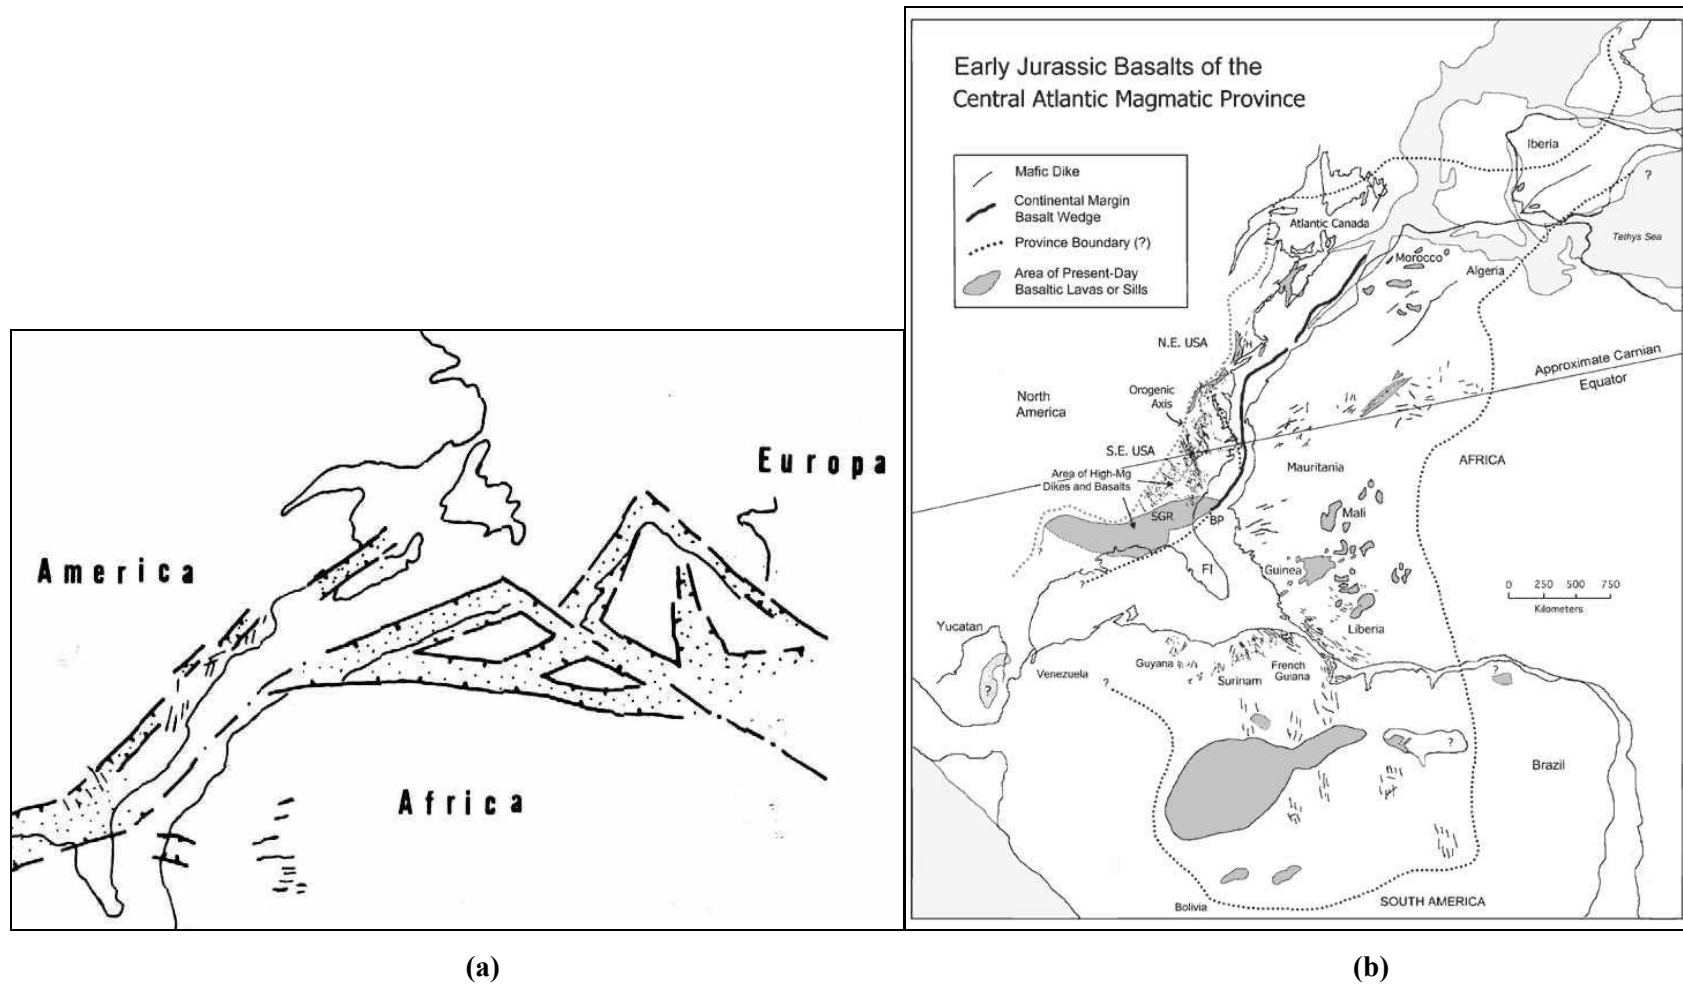 America
Europa
Africa
(a)
Early Jurassic Basalts of the
Central Atlantic Magmatic Province
Mafic Dike
Continental Margin
Basalt Wedge
Province Boundary (?)
Area of Present-Day
Basaltic Lavas or Sills
?
Iberia
?
Atlantic Canada
Tethys Sea
Morocco
Algeria
N.E. USA
H
Approximate Carnian
Equator
North
America
Orogenic
Axis
S.E. USA
H
Area of High-Mg
Dikes and Basalts
Mauritania
AFRICA
SGR
BP
Mali
?
?
FI
Guinea
0 250 500 750
Kilometers
Yucatan
Liberia
Venezuela
Guyana
Surinam
French
Guiana
?
?
?
?
Brazil
Bolivia
SOUTH AMERICA
(b)